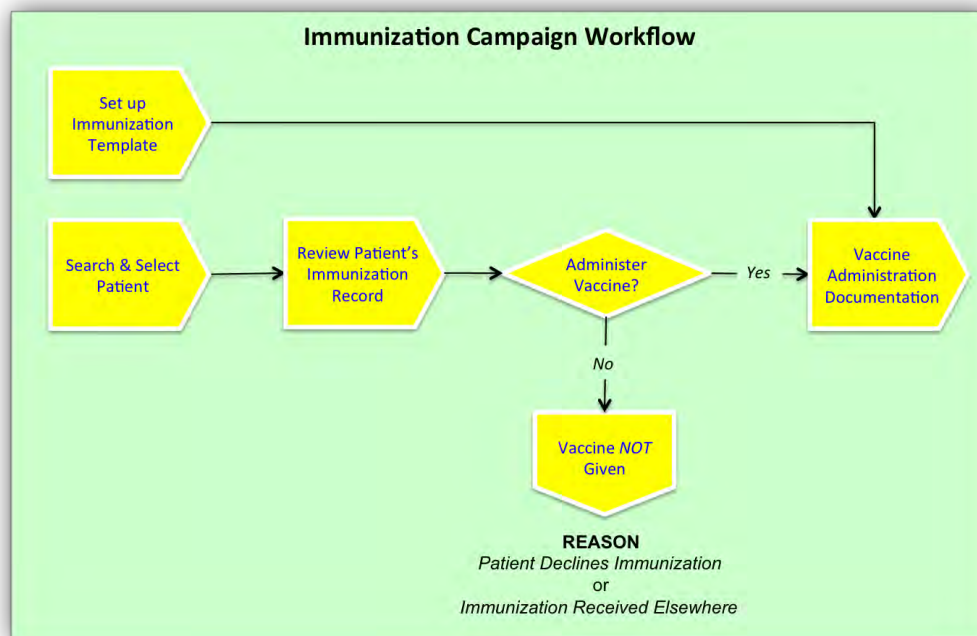 Immunization Campaign Workflow
Set up
Immunization
Template
Search & Select
Patient
Review Patient's
Immunization
Record
Administer
Vaccine?
Yes
Vaccine
Administration
Documentation
No
Vaccine NOT
Given
REASON
Patient Declines Immunization
or
Immunization Received Elsewhere